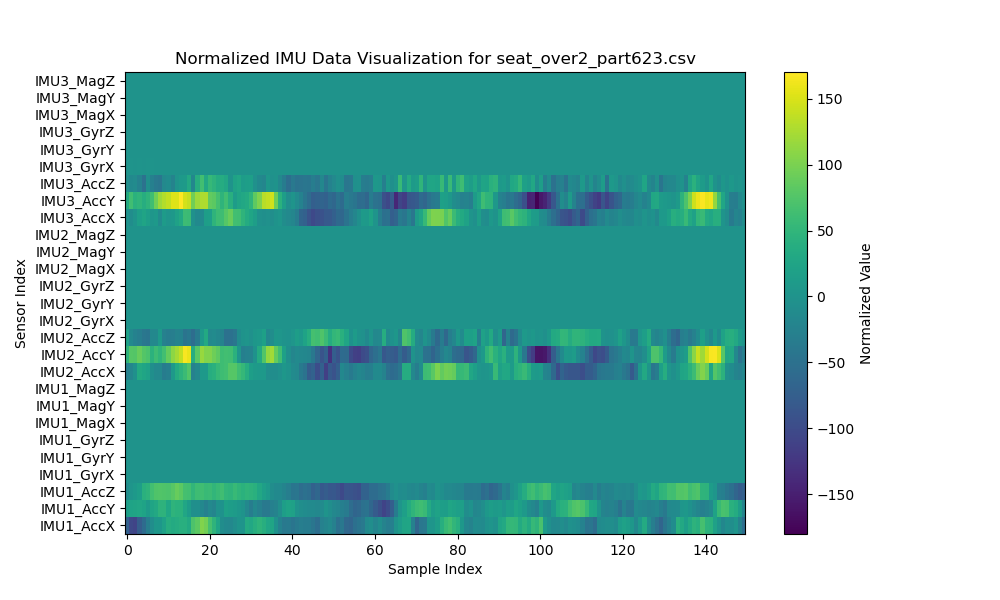 Normalized IMU Data Visualization for seat_over2_part623.csv
IMU3_MagZ
IMU3_MagY
IMU3_MagX
IMU3_GyrZ
IMU3_GyrY
IMU3_GyrX
IMU3_AccZ
IMU3_AccY
IMU3_AccX
IMU2_MagZ
IMU2_MagY
IMU2_MagX
IMU2_GyrZ
IMU2_GyrY
IMU2_GyrX
IMU2_AccZ
IMU2_AccY
IMU2_AccX
IMU1_MagZ
IMU1_MagY
IMU1_MagX
IMU1_GyrZ
IMU1_GyrY
IMU1_GyrX
IMU1_AccZ
IMU1_AccY
IMU1_AccX
Sensor Index
0 20 40 60 80 100 120 140
Sample Index
150
100
50
0
−50
−100
−150
Normalized Value